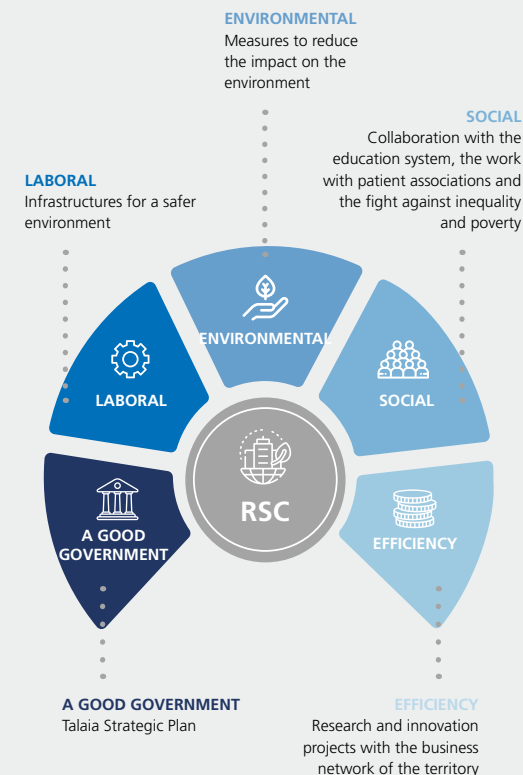 ENVIRONMENTAL
Measures to reduce
the impact on the
environment
SOCIAL
Collaboration with the
education system, the work
with patient associations and
the fight against inequality
and poverty
LABORAL
Infrastructures for a safer
environment
ENVIRONMENTAL
LABORAL
SOCIAL
RSC
A GOOD
GOVERNMENT
EFFICIENCY
A GOOD GOVERNMENT
Talaia Strategic Plan
EFFICIENCY
Research and innovation
projects with the business
network of the territory